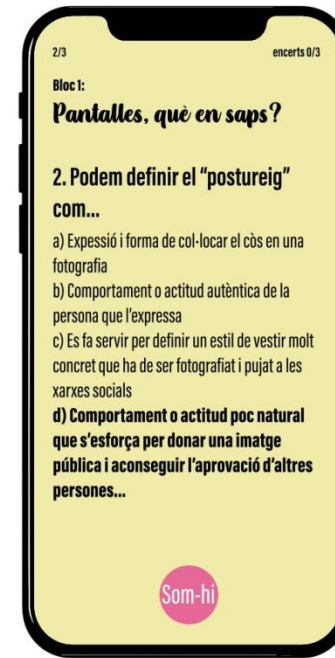 2/3 encerts 0/3
Bloc 1:
Pantalles, què en saps?
2. Podem definir el “postureig”
com...
a) Expessió i forma de col·locar el còs en una
fotografia
b) Comportament o actitud autèntica de la
persona que l’expressa
c) Es fa servir per definir un estil de vestir molt
concret que ha de ser fotografiat i pujat a les
xarxes socials
d) Comportament o actitud poc natural
que s’esforça per donar una imatge
pública i aconseguir l’aprovació d’altres
persones...
Som-hi